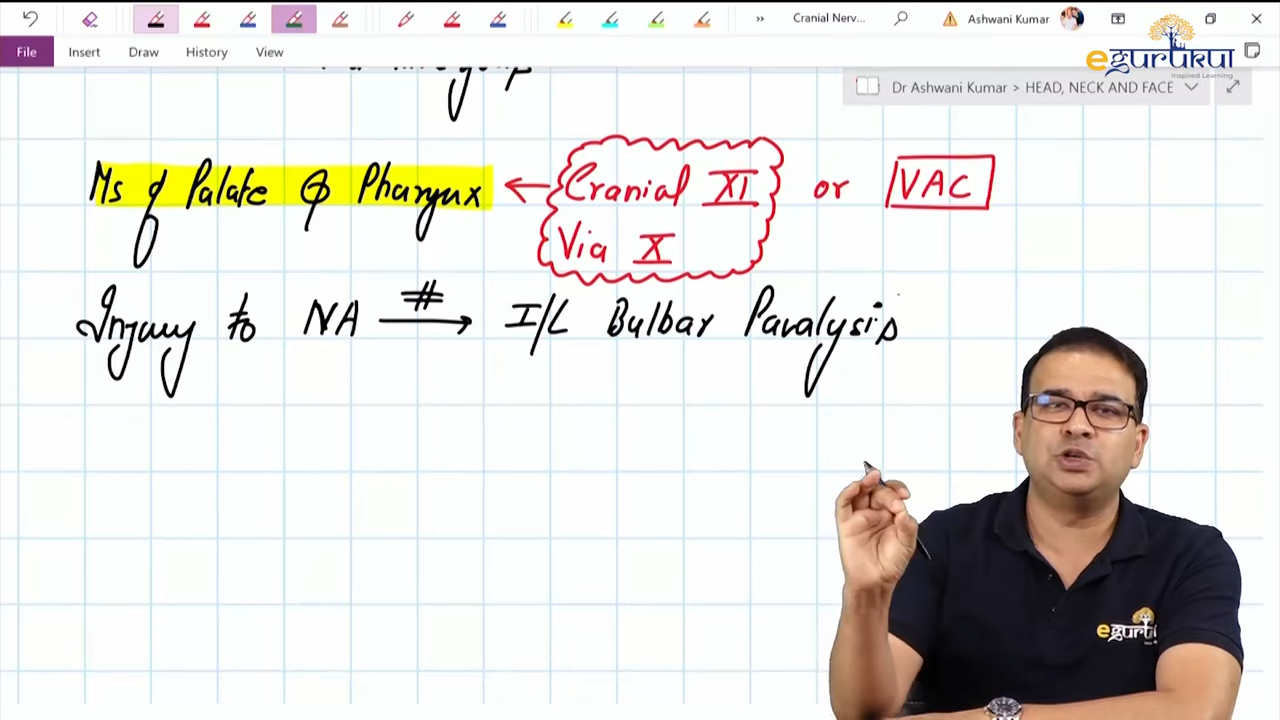 Cranial Nerv...
Ashwani Kumar
File Insert Draw History View
egurukul
Inspired Learning
Dr Ashwani Kumar > HEAD, NECK AND FACE
Ms of Palate & Pharynx ← Cranial XI or VAC
Via X
Injury to NA # → I/L Bulbar Paralysis
egurukul